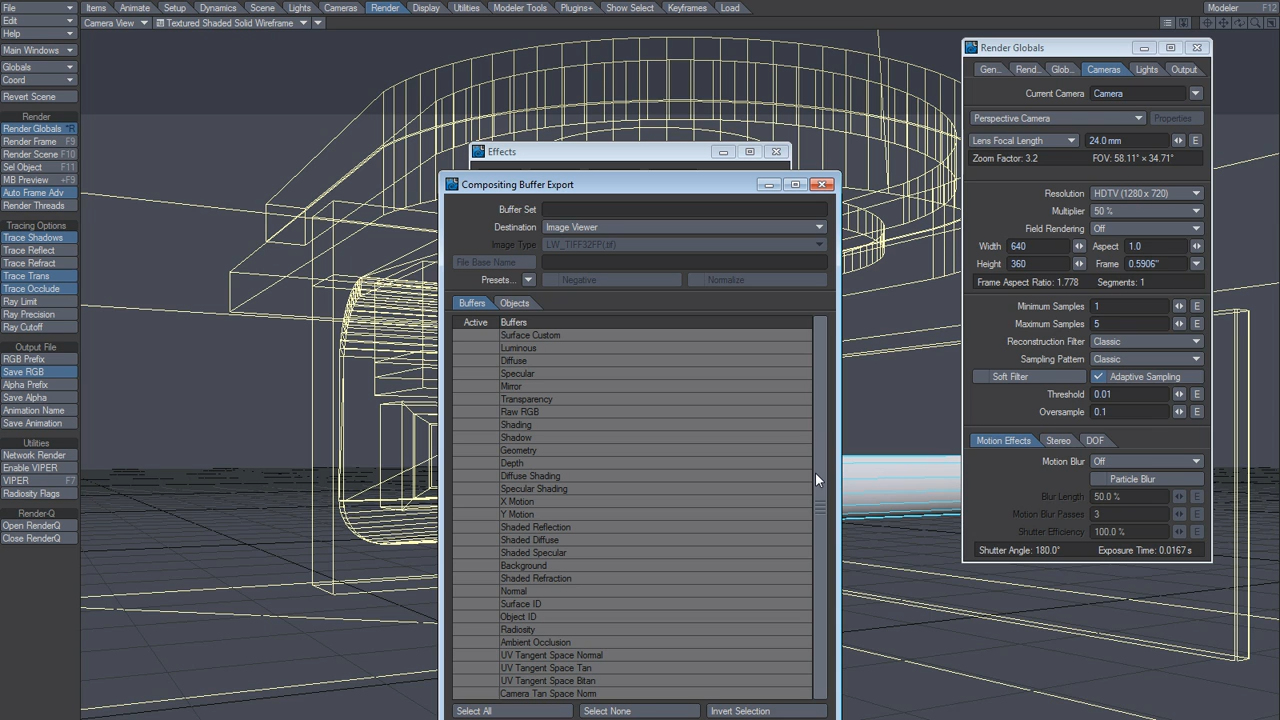 File
Items
Animate
Setup
Dynamics
Scene
Lights
Cameras
Render
Display
Utilities
Modeler Tools
Plugins+
Show Select
Keyframes
Load
Modeler F12
Edit
Camera View
Textured Shaded Solid Wireframe
Help
Main Windows
Globals
Coord
Revert Scene
Render
Render Globals ^R
Render Frame F9
Render Scene F10
Sel Object F11
MB Preview +F9
Auto Frame Adv
Render Threads
Tracing Options
Trace Shadows
Trace Reflect
Trace Refract
Trace Trans
Trace Occlude
Ray Limit
Ray Precision
Ray Cutoff
Output File
RGB Prefix
Save RGB
Alpha Prefix
Save Alpha
Animation Name
Save Animation
Utilities
Network Render
Enable VIPER
VIPER F7
Radiosity Flags
Render-Q
Open RenderQ
Close RenderQ
Effects
Compositing Buffer Export
Buffer Set
Destination Image Viewer
Image Type LW_TIFF32FP(.tif)
File Base Name
Presets... Negative Normalize
Buffers Objects
Active Buffers
Surface Custom
Luminous
Diffuse
Specular
Mirror
Transparency
Raw RGB
Shading
Shadow
Geometry
Depth
Diffuse Shading
Specular Shading
X Motion
Y Motion
Shaded Reflection
Shaded Diffuse
Shaded Specular
Background
Shaded Refraction
Normal
Surface ID
Object ID
Radiosity
Ambient Occlusion
UV Tangent Space Normal
UV Tangent Space Tan
UV Tangent Space Bitan
Camera Tan Space Norm
Select All Select None Invert Selection
Render Globals
Gen... Rend... Glob... Cameras Lights Output
Current Camera Camera
Perspective Camera Properties
Lens Focal Length 24.0 mm E
Zoom Factor: 3.2 FOV: 58.11° × 34.71°
Resolution HDTV (1280 x 720)
Multiplier 50 %
Field Rendering Off
Width 640 Aspect 1.0
Height 360 Frame 0.5906"
Frame Aspect Ratio: 1.778 Segments: 1
Minimum Samples 1 E
Maximum Samples 5 E
Reconstruction Filter Classic
Sampling Pattern Classic
Soft Filter Adaptive Sampling
Threshold 0.01 E
Oversample 0.1 E
Motion Effects Stereo DOF
Motion Blur Off
Particle Blur
Blur Length 50.0 % E
Motion Blur Passes 3 E
Shutter Efficiency 100.0 % E
Shutter Angle: 180.0° Exposure Time: 0.0167 s